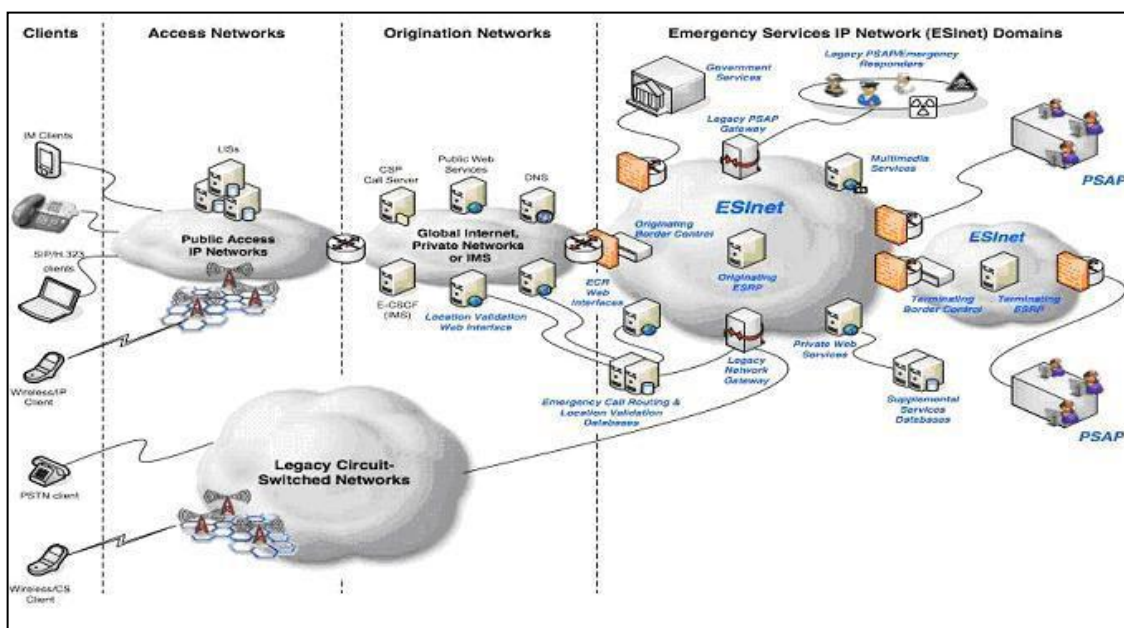 Clients
Access Networks
Origination Networks
Emergency Services IP Network (ESInet) Domains
Government
Services
Legacy PSAP/Emergency
Responders
IM Clients
LISs
CSP
Call Server
Public Web
Services
DNS
Legacy PSAP
Gateway
Multimedia
Services
PSAP
Public Access
IP Networks
Global Internet,
Private Networks
or IMS
Originating
Border Control
ESInet
ESInet
SIP/H.323
clients
Originating
ESRP
E-CSCF
(IMS)
Location Validation
Web Interface
ECR
Web
Interfaces
Terminating
Border Control
Terminating
ESRP
Wireless/IP
Client
Legacy
Network
Gateway
Private Web
Services
Emergency Call Routing &
Location Validation
Databases
Supplemental
Services
Databases
PSAP
Legacy Circuit-
Switched Networks
PSTN client
Wireless/CS
Client